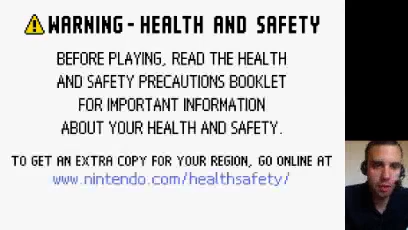 WARNING - HEALTH AND SAFETY
BEFORE PLAYING, READ THE HEALTH
AND SAFETY PRECAUTIONS BOOKLET
FOR IMPORTANT INFORMATION
ABOUT YOUR HEALTH AND SAFETY.
TO GET AN EXTRA COPY FOR YOUR REGION, GO ONLINE AT
www.nintendo.com/healthsafety/